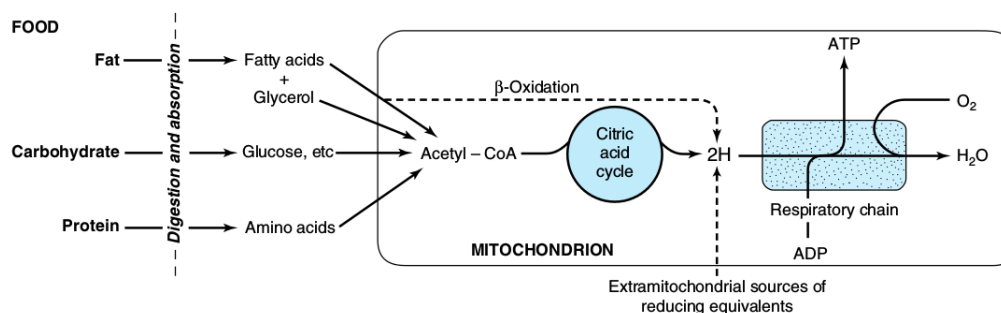 FOOD
Fat
Carbohydrate
Protein
Digestion and absorption)
Fatty acids
+
Glycerol
Glucose, etc
Amino acids
β-Oxidation
Acetyl – CoA
Citric
acid
cycle
2H
ATP
O2
H2O
Respiratory chain
ADP
MITOCHONDRION
Extramitochondrial sources of
reducing equivalents